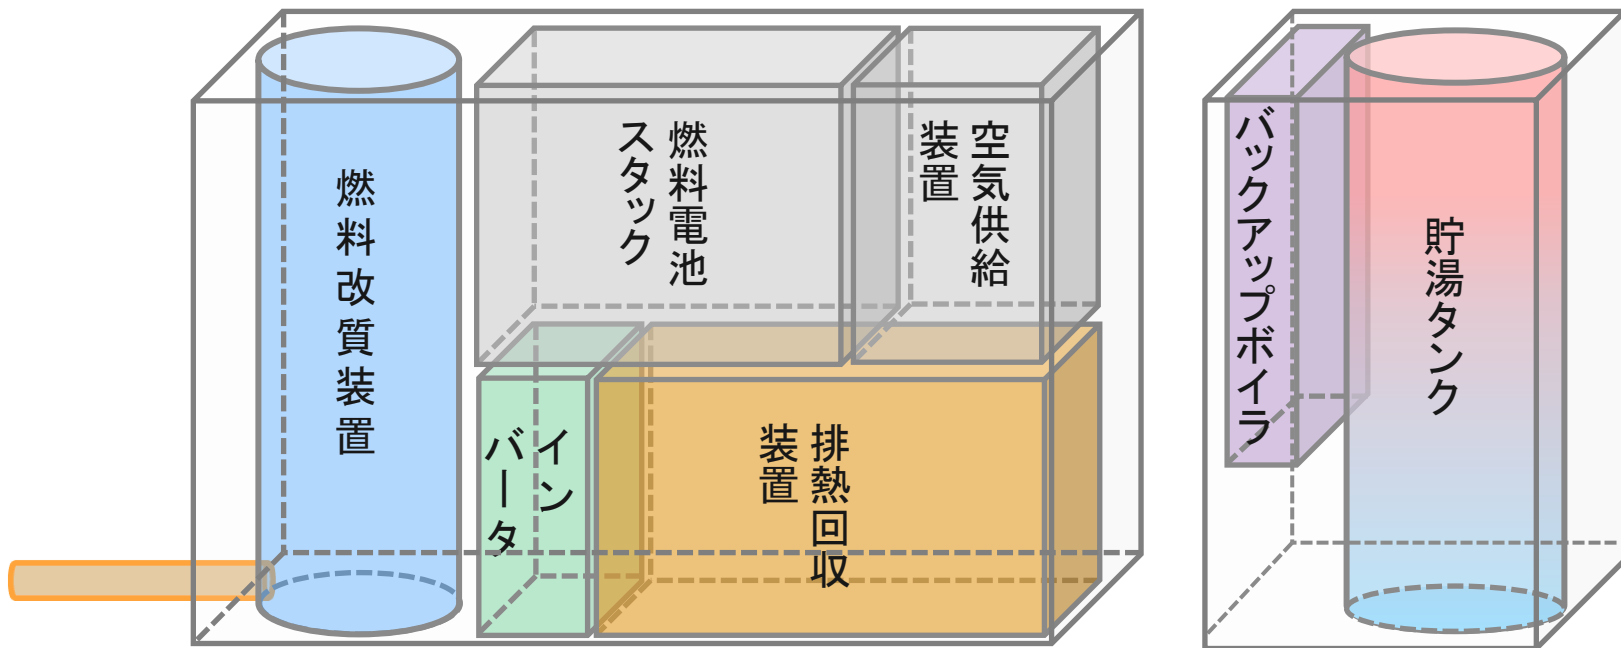 燃料改質装置
燃料電池
スタック
空気供給
装置
イン
バータ
排熱回収
装置
バックアップボイラ
貯湯タンク